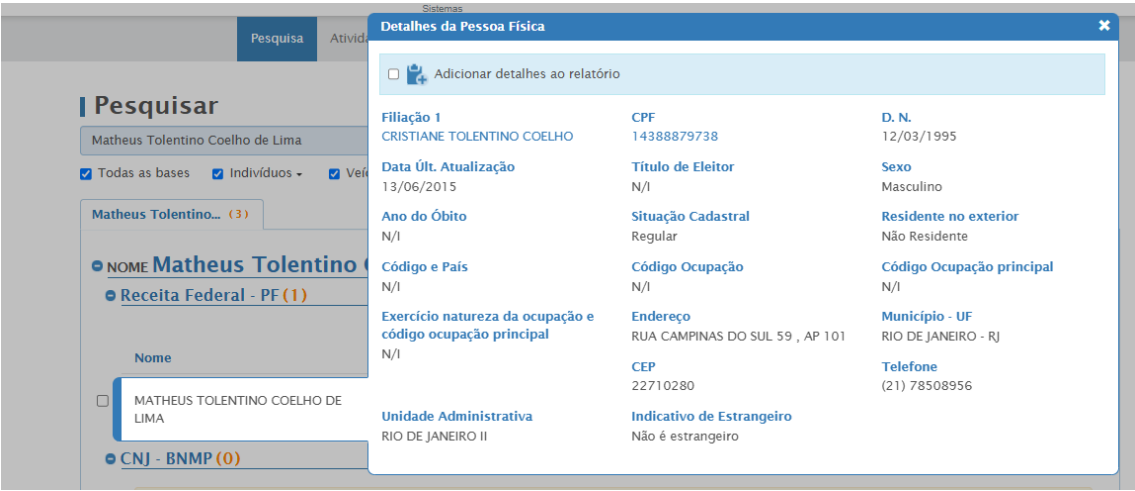 Sistemas
Pesquisa
Detalhes da Pessoa Física
Adicionar detalhes ao relatório
Pesquisar
Matheus Tolentino Coelho de Lima
Todas as bases Indivíduos
Matheus Tolentino... (3)
NOME Matheus Tolentino
Receita Federal - PF (1)
Nome
MATHEUS TOLENTINO COELHO DE
LIMA
CNJ - BNMP (0)
Filiação 1 CPF D. N.
CRISTIANE TOLENTINO COELHO 14388879738 12/03/1995
Data Últ. Atualização Título de Eleitor Sexo
13/06/2015 N/I Masculino
Ano do Óbito Situação Cadastral Residente no exterior
N/I Regular Não Residente
Código e País Código Ocupação Código Ocupação principal
N/I N/I N/I
Exercício natureza da ocupação e
código ocupação principal
N/I
Endereço Município - UF
RUA CAMPINAS DO SUL 59 , AP 101 RIO DE JANEIRO - RJ
CEP Telefone
22710280 (21) 78508956
Unidade Administrativa Indicativo de Estrangeiro
RIO DE JANEIRO II Não é estrangeiro